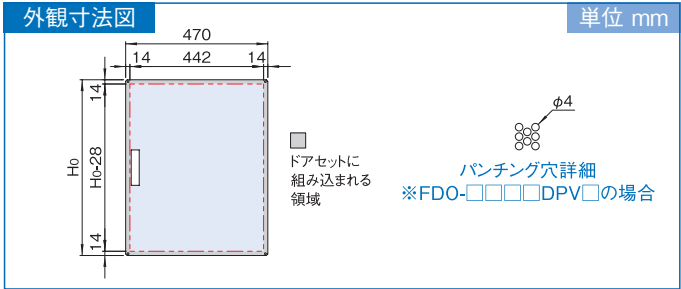 外観寸法図
単位 mm
470
14 442 14
14
H0
H0-28
14
ドアセットに
組み込まれる
領域
φ4
パンチング穴詳細
※FDO-□□□□DPV□の場合